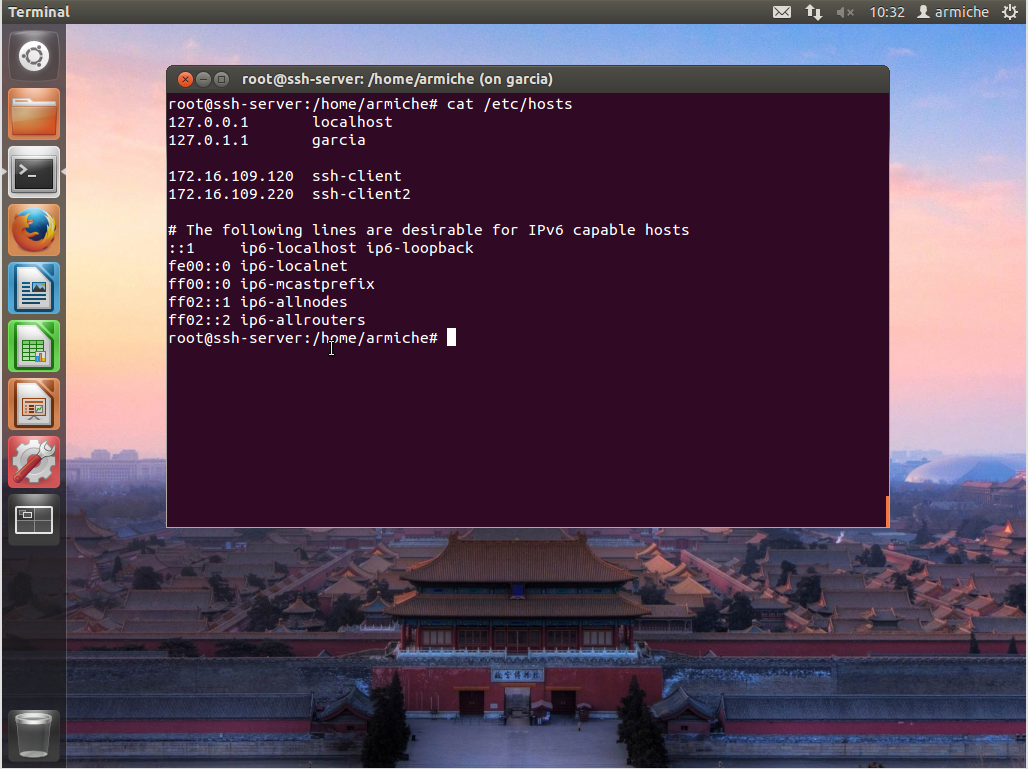 Terminal
10:32 armiche
root@ssh-server: /home/armiche (on garcia)
root@ssh-server:/home/armiche# cat /etc/hosts
127.0.0.1 localhost
127.0.1.1 garcia
172.16.109.120 ssh-client
172.16.109.220 ssh-client2
# The following lines are desirable for IPv6 capable hosts
::1 ip6-localhost ip6-loopback
fe00::0 ip6-localnet
ff00::0 ip6-mcastprefix
ff02::1 ip6-allnodes
ff02::2 ip6-allrouters
root@ssh-server:/home/armiche#